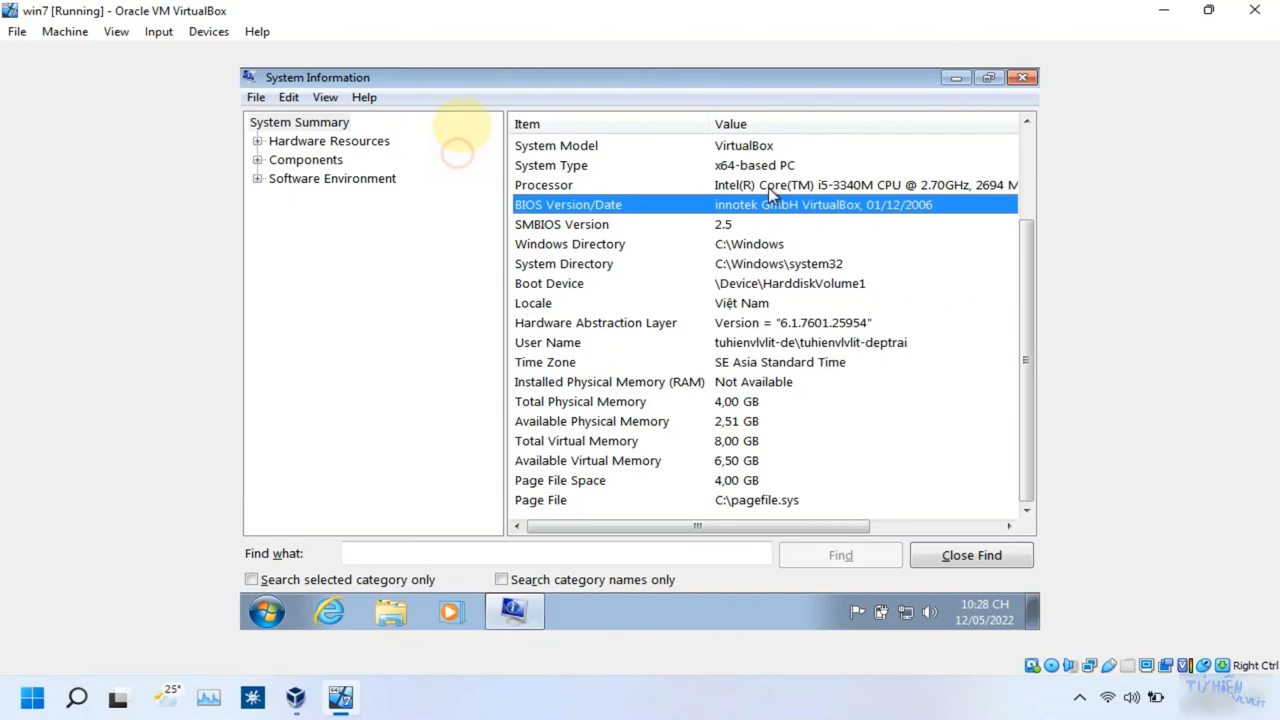 win7 [Running] - Oracle VM VirtualBox
File Machine View Input Devices Help
System Information
File Edit View Help
System Summary
Hardware Resources
Components
Software Environment
Item Value
System Model VirtualBox
System Type x64-based PC
Processor Intel(R) Core(TM) i5-3340M CPU @ 2.70GHz, 2694 M
BIOS Version/Date innotek GmbH VirtualBox, 01/12/2006
SMBIOS Version 2.5
Windows Directory C:\Windows
System Directory C:\Windows\system32
Boot Device \Device\HarddiskVolume1
Locale Việt Nam
Hardware Abstraction Layer Version = "6.1.7601.25954"
User Name tuhienvlvlit-de\tuhienvlvlit-deptrai
Time Zone SE Asia Standard Time
Installed Physical Memory (RAM) Not Available
Total Physical Memory 4,00 GB
Available Physical Memory 2,51 GB
Total Virtual Memory 8,00 GB
Available Virtual Memory 6,50 GB
Page File Space 4,00 GB
Page File C:\pagefile.sys
Find what: Find Close Find
Search selected category only Search category names only
10:28 CH
12/05/2022
Right Ctrl
25°
TỰ HIỀN
VLVLIT